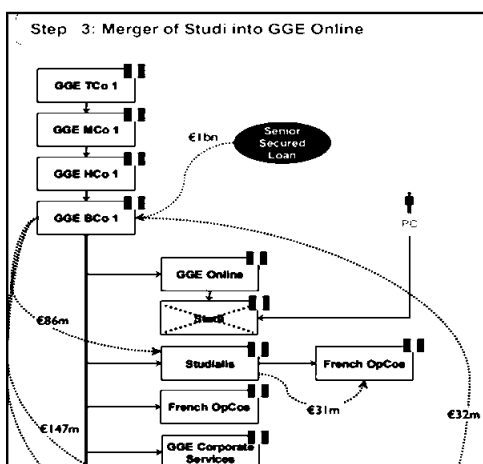 Step 3: Merger of Studi into GGE Online
GGE TCo 1
GGE MCo 1
€1bn
Senior
Secured
Loan
GGE HCo 1
GGE BCo 1
PC
GGE Online
Studi
€86m
Studialis
French OpCos
French OpCos
€31m
€32m
€147m
GGE Corporate
Services